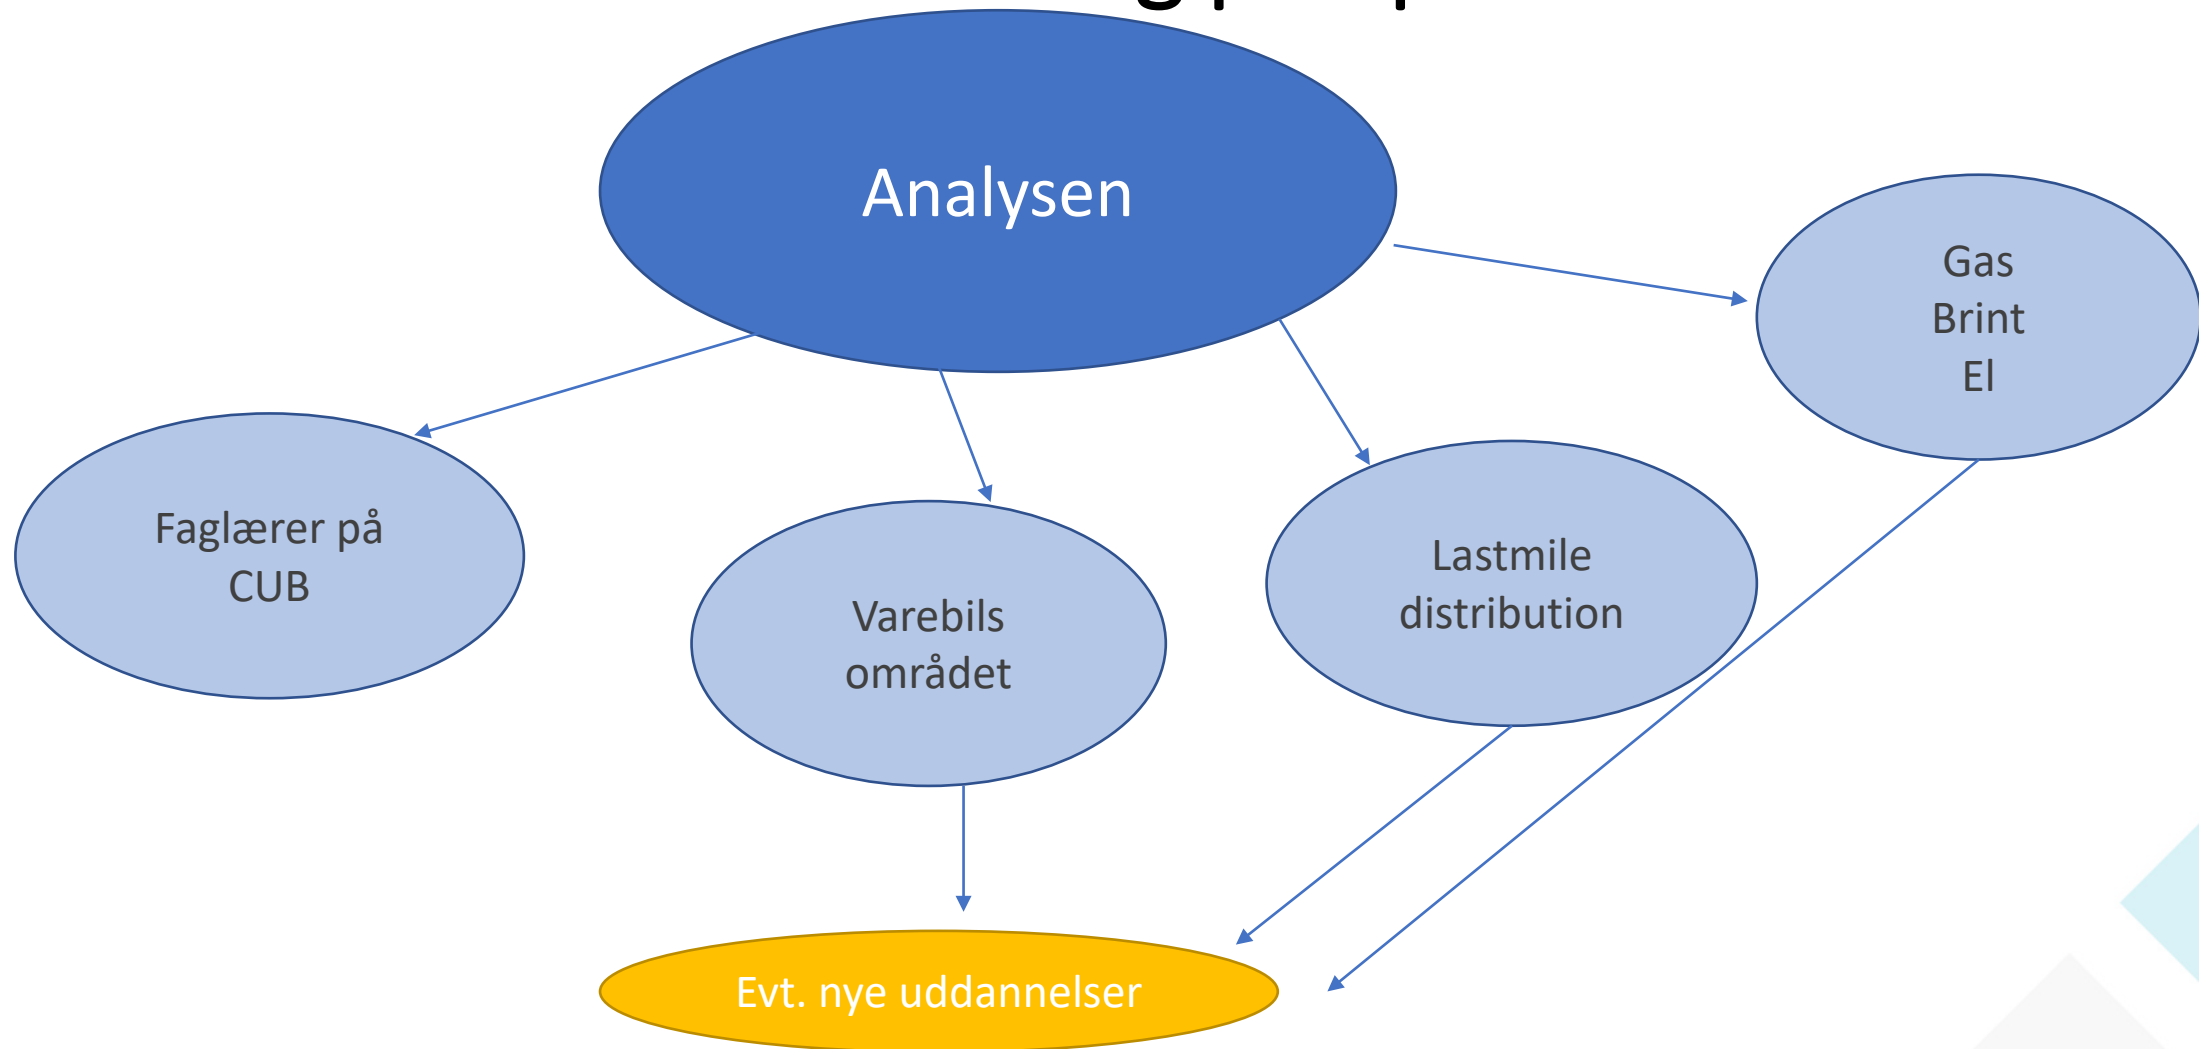 Analysen
Gas
Brint
El
Faglærer på
CUB
Varebils
området
Lastmile
distribution
Evt. nye uddannelser